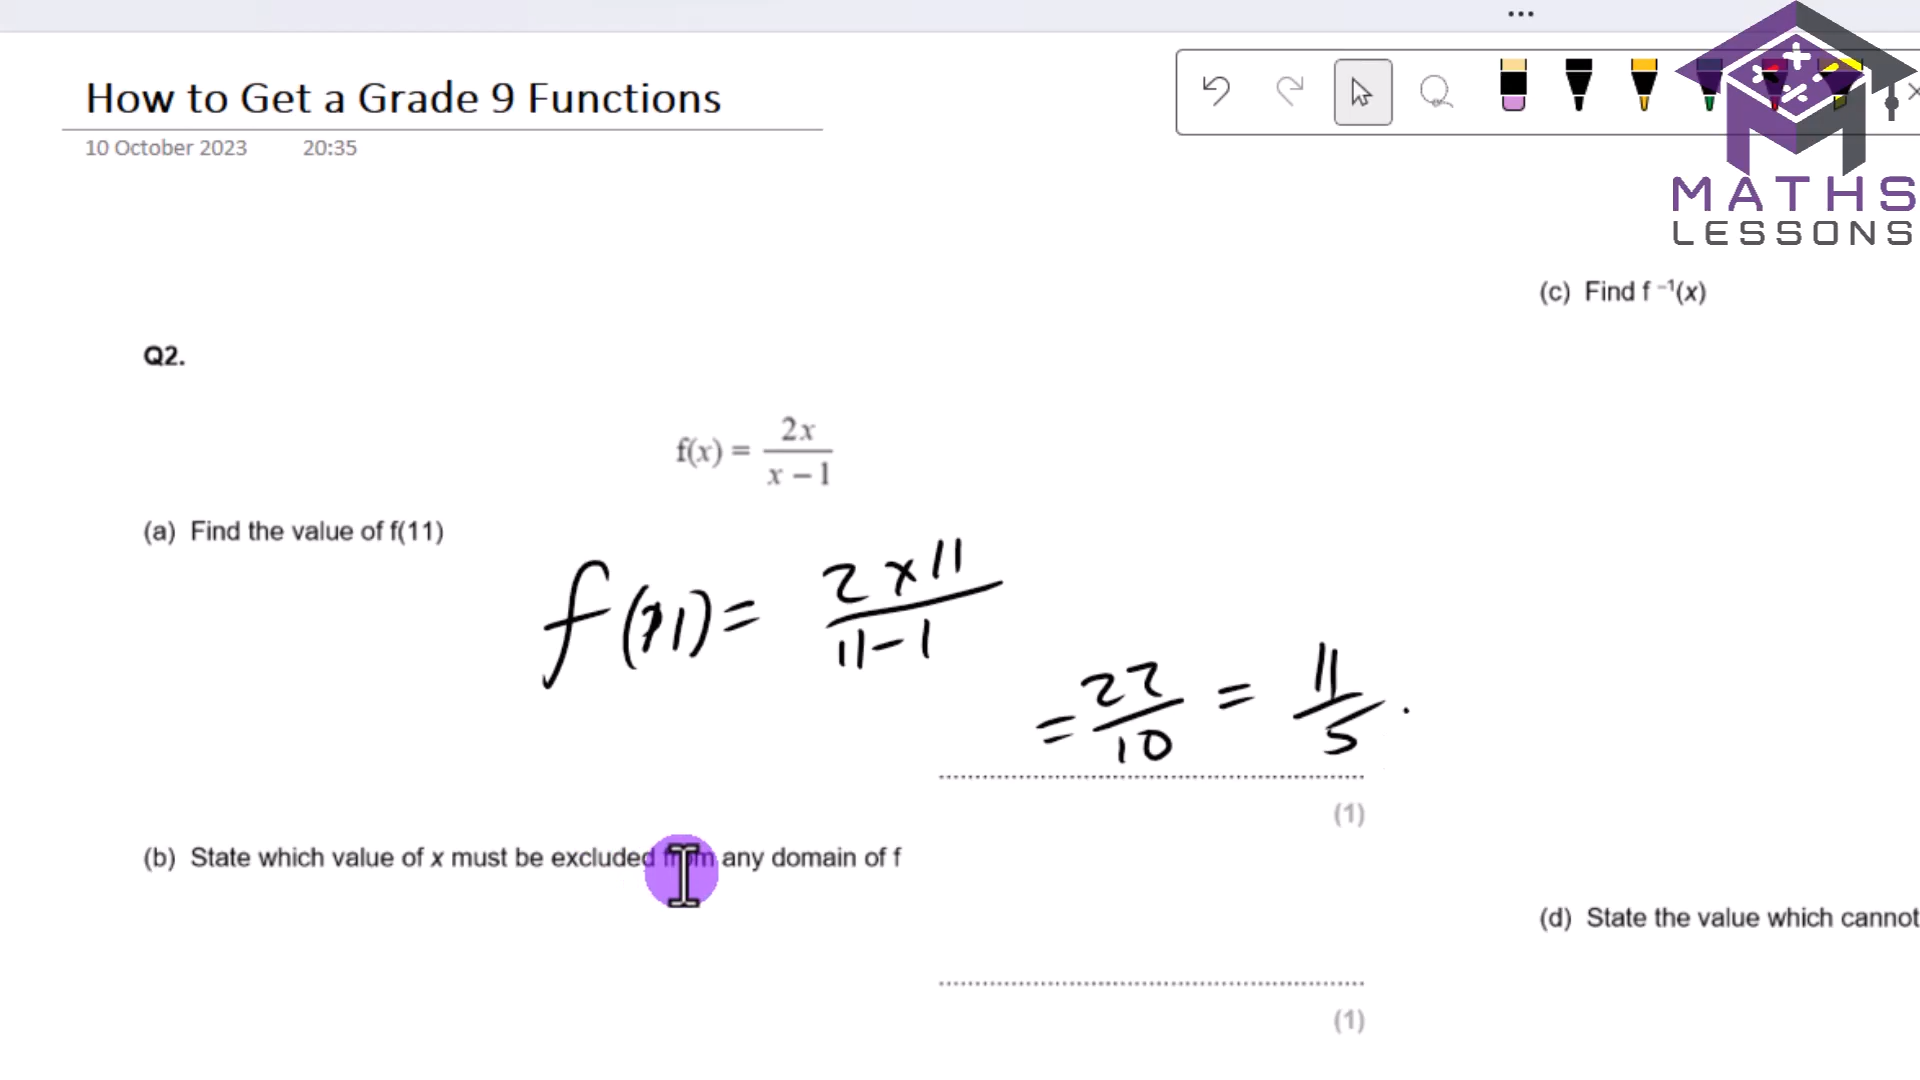 How to Get a Grade 9 Functions
10 October 2023 20:35
MATHS
LESSONS
(c) Find f⁻¹(x)
Q2.
f(x) = 2x / x − 1
(a) Find the value of f(11)
f(11) = 2 x 11 / 11 − 1
= 22/10 = 11/5 .
(1)
(b) State which value of x must be excluded from any domain of f
(d) State the value which cannot
(1)